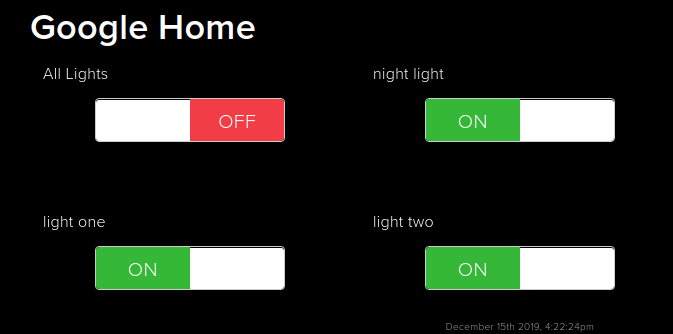 Google Home
All Lights
night light
OFF
ON
light one
light two
ON
ON
December 15th 2019, 4:22:24pm